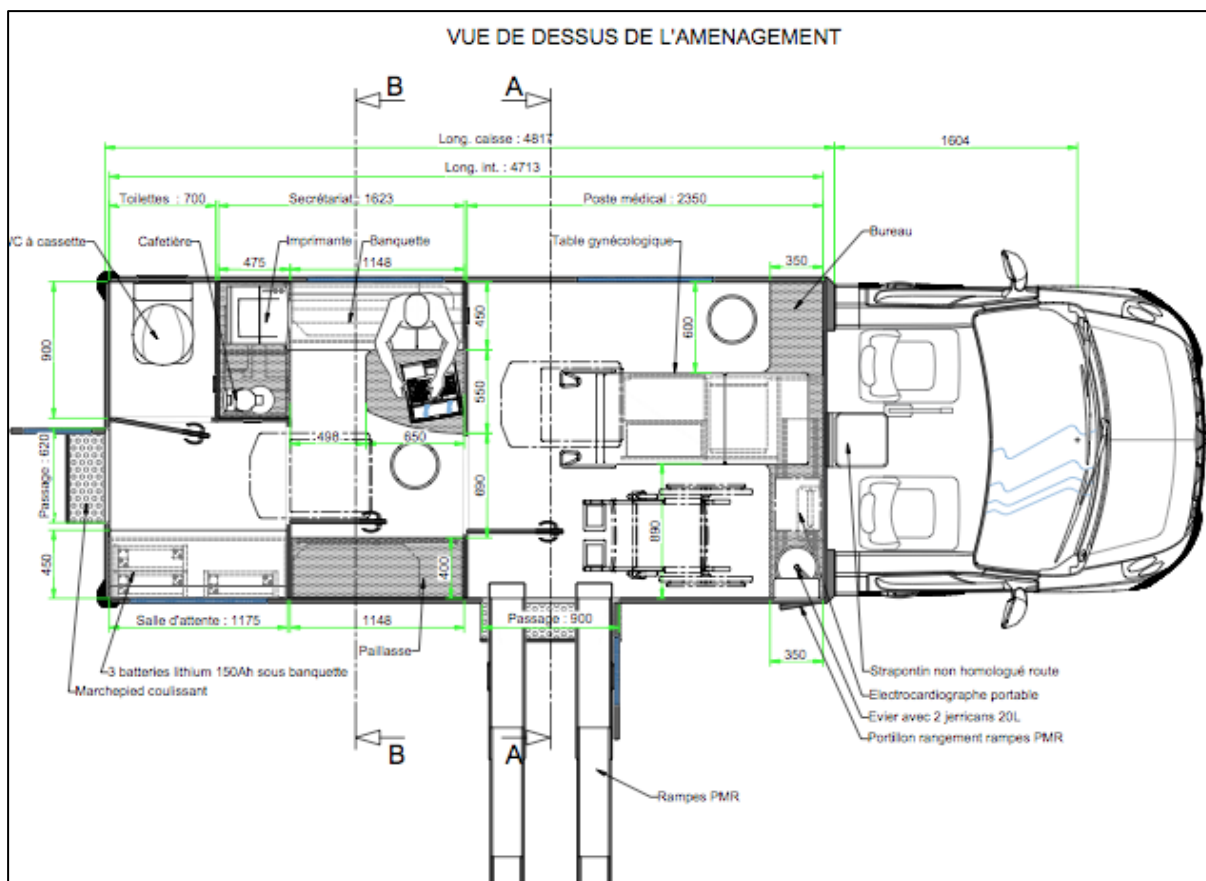 VUE DE DESSUS DE L'AMENAGEMENT
B
A
Long. caisse : 4817
1604
Long. int. : 4713
Toilettes : 700
Secrétariat : 1623
Poste médical : 2350
Bureau
/C à cassette
Cafetière
Imprimante
Banquette
Table gynécologique
475
1148
350
900
450
600
550
498
650
Passage : 620
690
890
450
400
Salle d'attente : 1175
1148
Passage : 900
Paillasse
350
3 batteries lithium 150Ah sous banquette
Marchepied coulissant
Strapontin non homologué route
Electrocardiographe portable
Evier avec 2 jerricans 20L
Portillon rangement rampes PMR
B
A
Rampes PMR